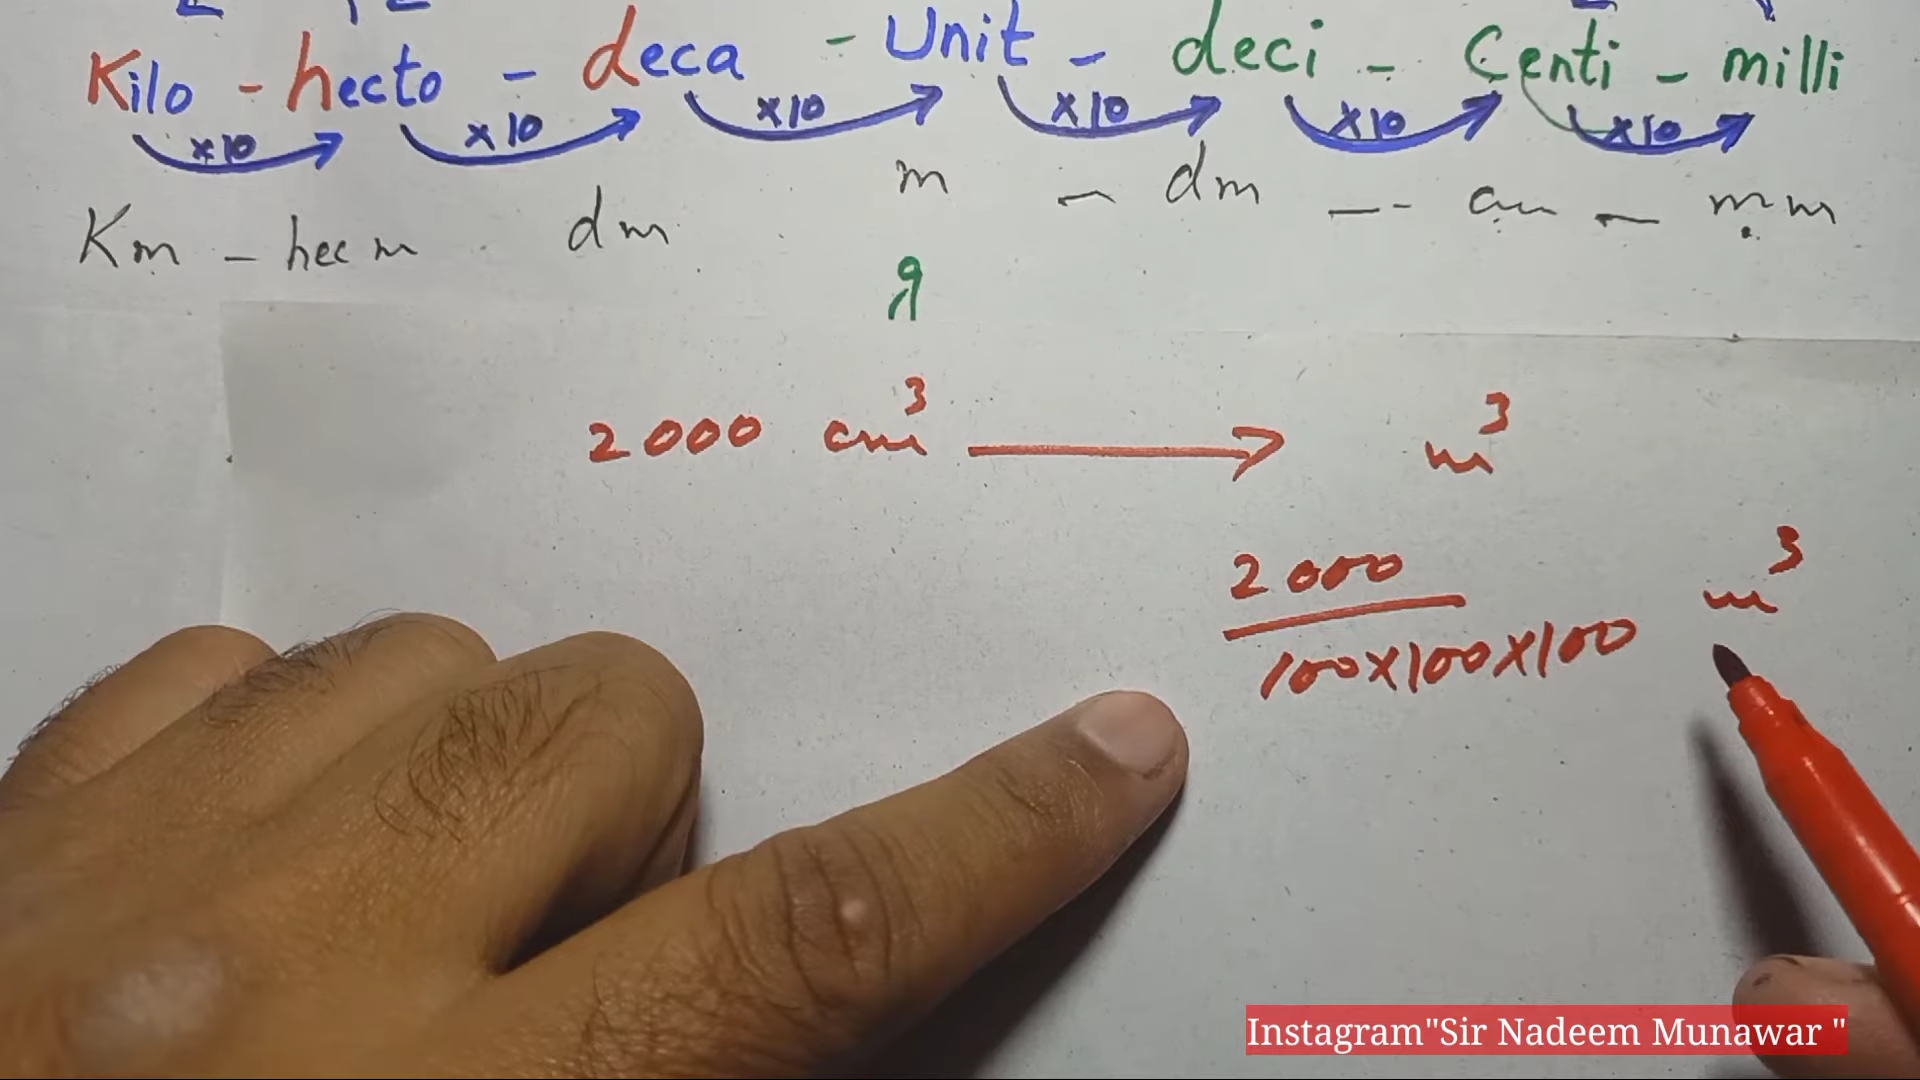 Kilo - hecto - deca - Unit - deci - Centi - milli
×10 ×10 ×10 ×10 ×10 ×10
Km - hecm dm m - dm -- cm - mm
2000 cm³ → m³
2000 / 100×100×100 m³
Instagram"Sir Nadeem Munawar "